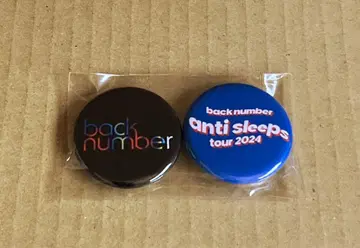 back
number
back number
anti sleeps
tour 2024